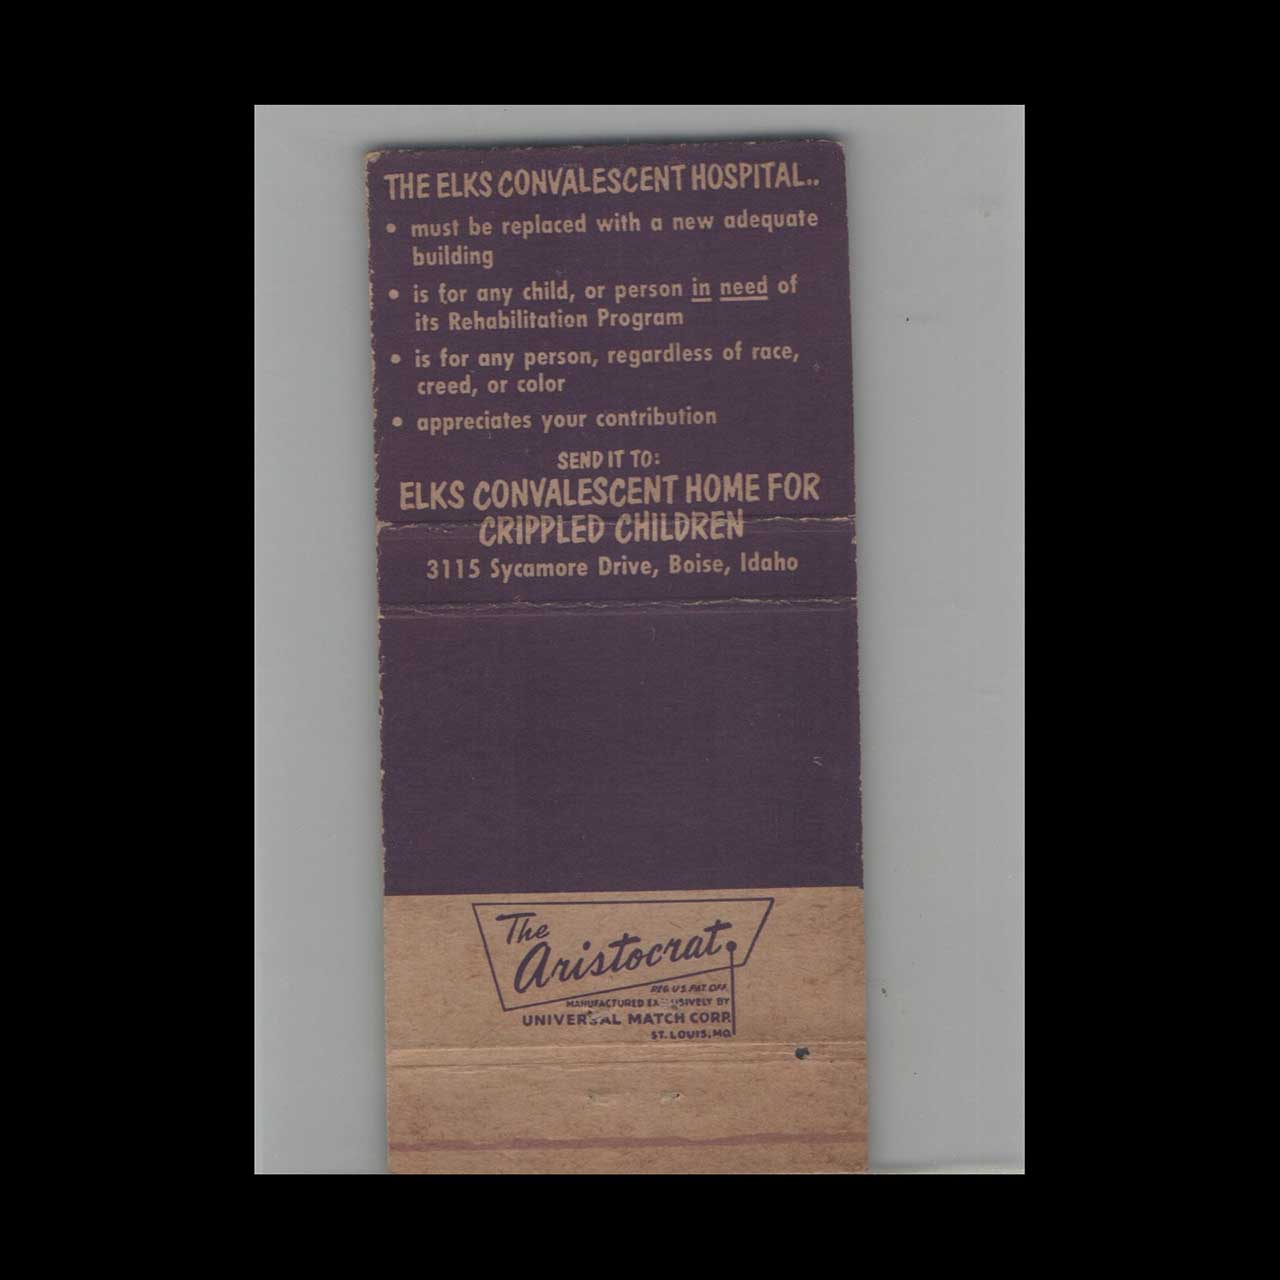 THE ELKS CONVALESCENT HOSPITAL..
• must be replaced with a new adequate
building
• is for any child, or person in need of
its Rehabilitation Program
• is for any person, regardless of race,
creed, or color
• appreciates your contribution
SEND IT TO:
ELKS CONVALESCENT HOME FOR
CRIPPLED CHILDREN
3115 Sycamore Drive, Boise, Idaho
The
Aristocrat
REG. U.S. PAT. OFF.
MANUFACTURED EXCLUSIVELY BY
UNIVERSAL MATCH CORP.
ST. LOUIS, MO.